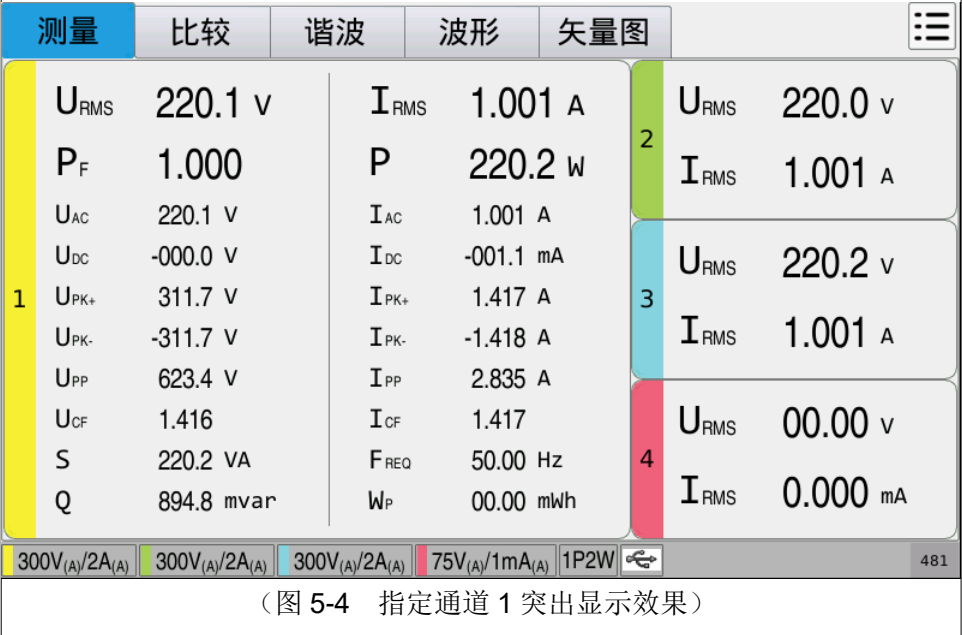 测量 比较 谐波 波形 矢量图
1
URMS 220.1 V IRMS 1.001 A
PF 1.000 P 220.2 W
UAC 220.1 V IAC 1.001 A
UDC -000.0 V IDC -001.1 mA
UPK+ 311.7 V IPK+ 1.417 A
UPK- -311.7 V IPK- -1.418 A
UPP 623.4 V IPP 2.835 A
UCF 1.416 ICF 1.417
S 220.2 VA FREQ 50.00 Hz
Q 894.8 mvar WP 00.00 mWh
2
URMS 220.0 V
IRMS 1.001 A
3
URMS 220.2 V
IRMS 1.001 A
4
URMS 00.00 V
IRMS 0.000 mA
300V(A)/2A(A) 300V(A)/2A(A) 300V(A)/2A(A) 75V(A)/1mA(A) 1P2W 481
（图 5-4 指定通道 1 突出显示效果）